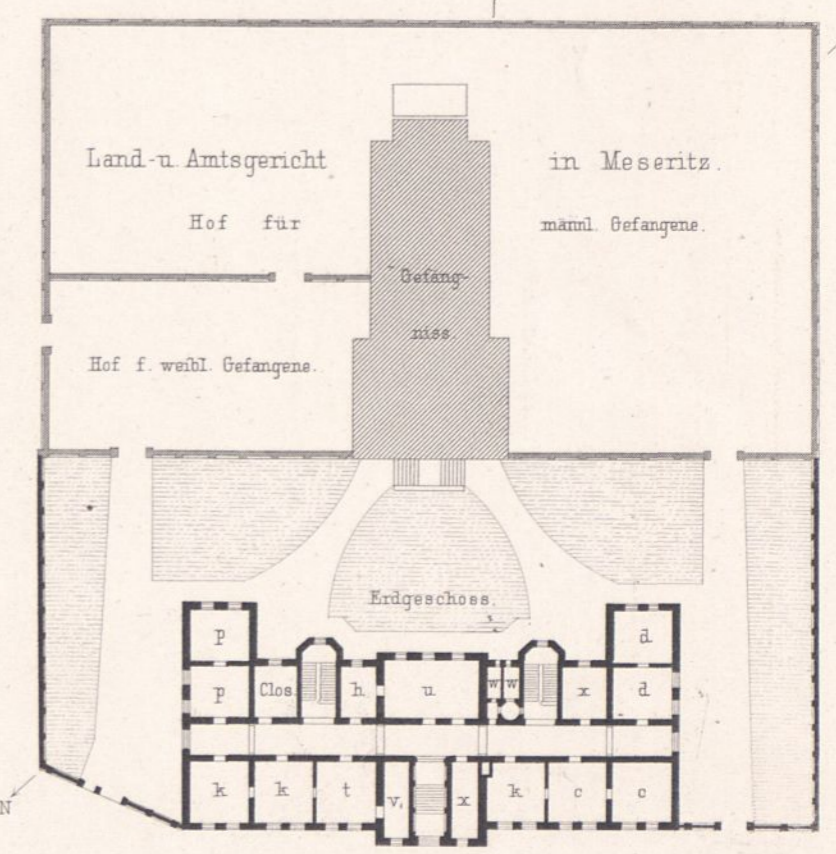 Land-u. Amtsgericht in Meseritz.
Hof für männl. Gefangene.
Gefäng-
niss.
Hof f. weibl. Gefangene.
Erdgeschoss.
p d
p Clos. h. u w w x d
k k t v. x k c c
N